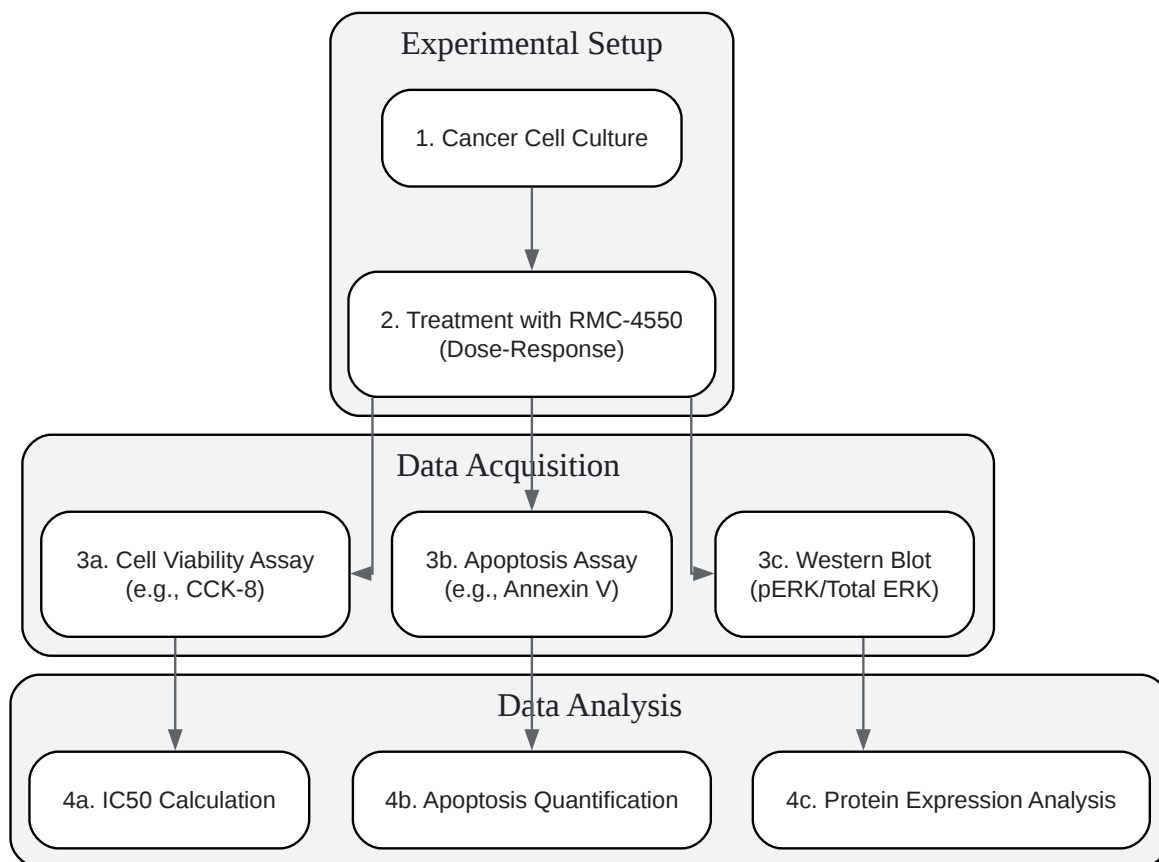 Experimental Setup
1. Cancer Cell Culture
2. Treatment with RMC-4550
(Dose-Response)
Data Acquisition
3a. Cell Viability Assay
(e.g., CCK-8)
3b. Apoptosis Assay
(e.g., Annexin V)
3c. Western Blot
(pERK/Total ERK)
Data Analysis
4a. IC50 Calculation
4b. Apoptosis Quantification
4c. Protein Expression Analysis